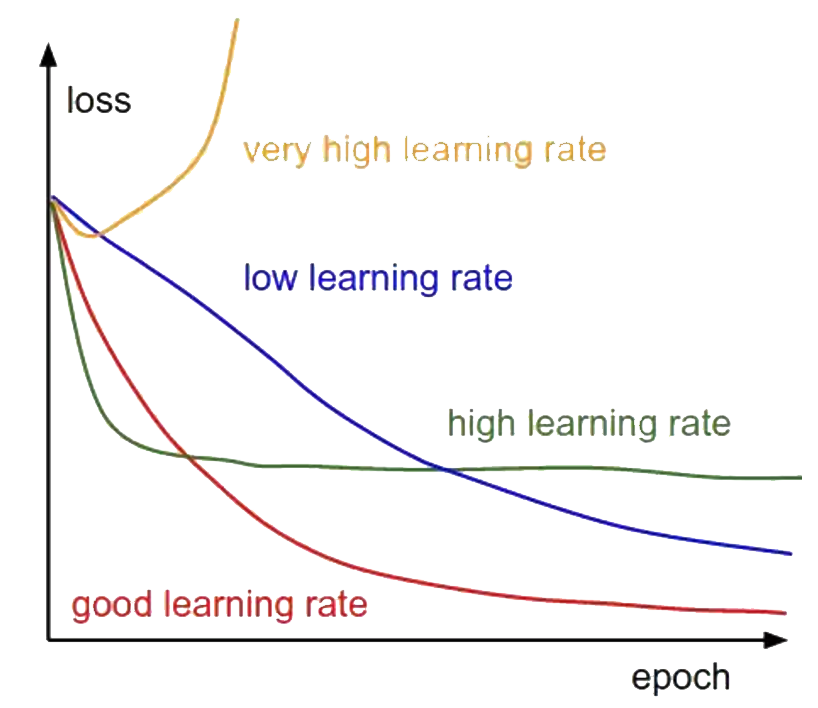 loss
very high learning rate
low learning rate
high learning rate
good learning rate
epoch